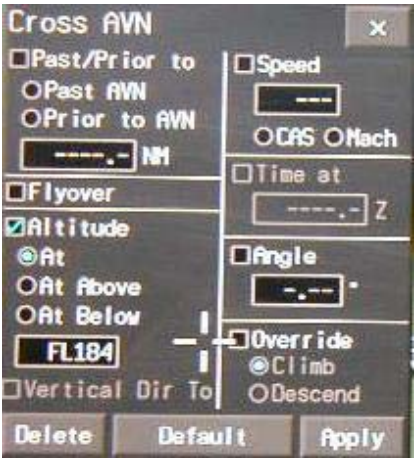 Cross AVN
×
Past/Prior to
Past AVN
Prior to AVN
----.- NM
Flyover
Altitude
At
At Above
At Below
FL184
Vertical Dir To
Speed
---
CAS Mach
Time at
----.- Z
Angle
-.-- °
Override
Climb
Descend
Delete
Default
Apply